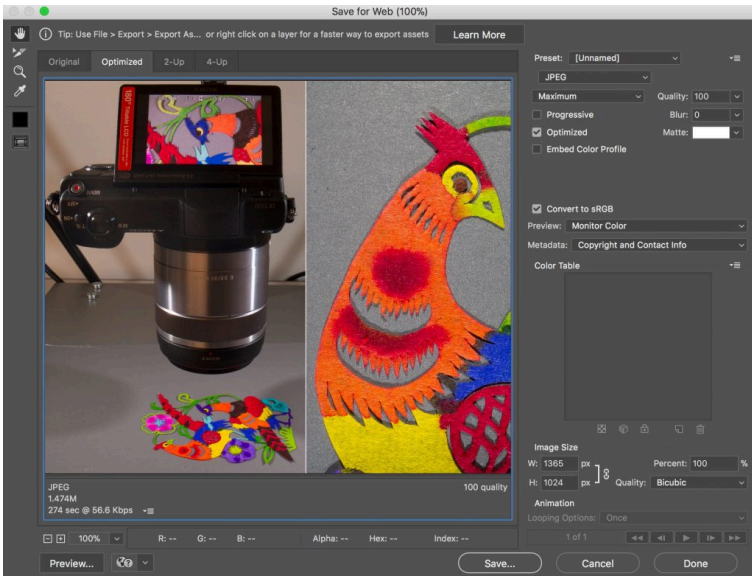 Save for Web (100%)
Tip: Use File > Export > Export As... or right click on a layer for a faster way to export assets
Learn More
Original
Optimized
2-Up
4-Up
Preset: [Unnamed]
JPEG
Maximum
Quality: 100
Progressive
Blur: 0
Optimized
Matte:
Embed Color Profile
Convert to sRGB
Preview: Monitor Color
Metadata: Copyright and Contact Info
Color Table
180° Tiltable LCD
JPEG
100 quality
1.474M
274 sec @ 56.6 Kbps
Image Size
W: 1365 px
Percent: 100 %
H: 1024 px
Quality: Bicubic
Animation
Looping Options: Once
1 of 1
100%
R: --
G: --
B: --
Alpha: --
Hex: --
Index: --
Preview...
Save...
Cancel
Done